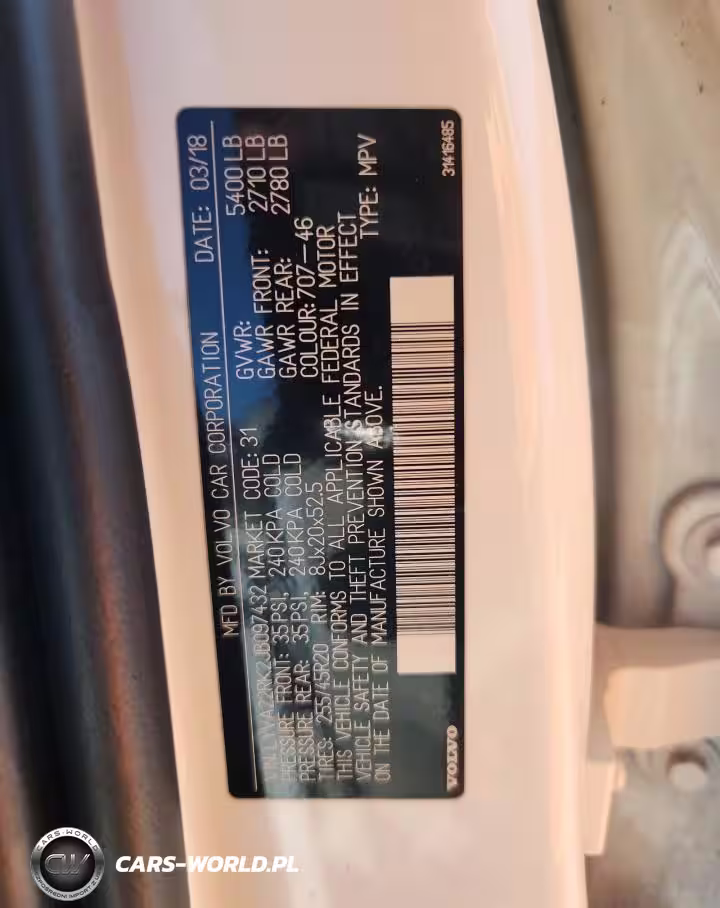 MFD BY VOLVO CAR CORPORATION DATE: 03/18
MARKET CODE: 31 GVWR: 5400 LB
PRESSURE FRONT: 35PSI, 240KPA COLD GAWR FRONT: 2710 LB
PRESSURE REAR: 35PSI, 240KPA COLD GAWR REAR: 2780 LB
TIRES: 255/45R20 RIM: 8Jx20x52.5 COLOUR: 707-46
THIS VEHICLE CONFORMS TO ALL APPLICABLE FEDERAL MOTOR
VEHICLE SAFETY AND THEFT PREVENTION STANDARDS IN EFFECT
ON THE DATE OF MANUFACTURE SHOWN ABOVE. TYPE: MPV
VOLVO 31416485
CARS-WORLD
CW
CARS-WORLD.PL